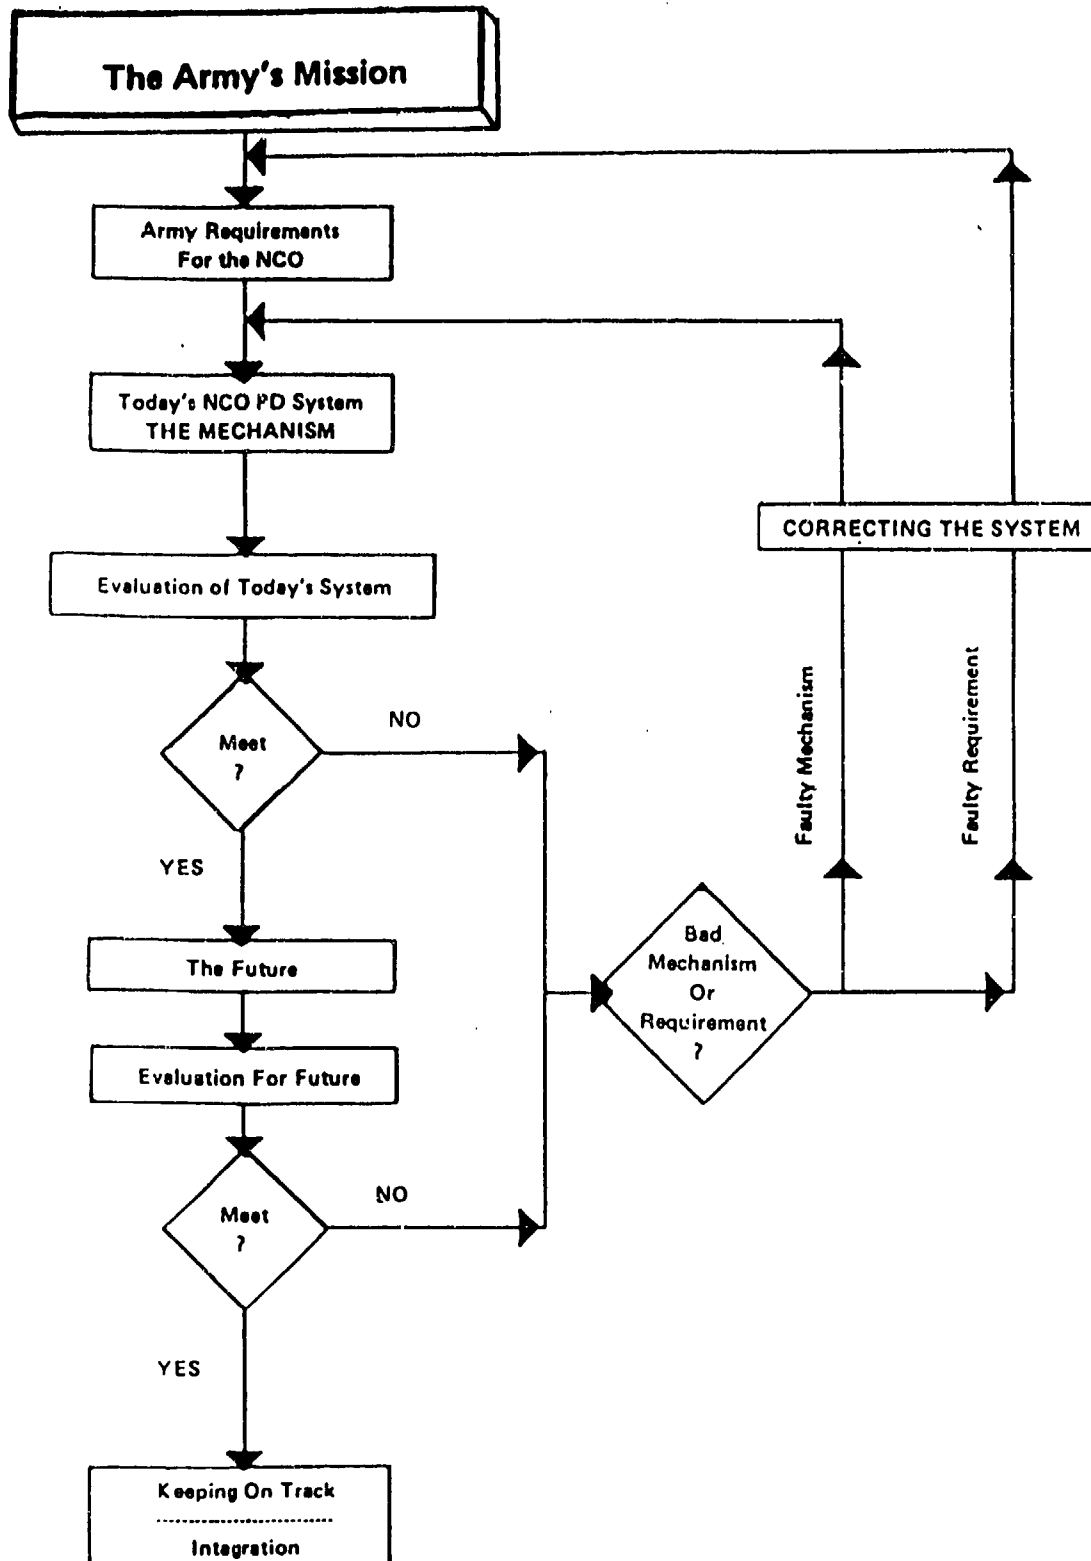 The Army's Mission
Army Requirements
For the NCO
Today's NCO PD System
THE MECHANISM
CORRECTING THE SYSTEM
Evaluation of Today's System
Faulty Mechanism
Faulty Requirement
Meet
?
NO
YES
Bad
Mechanism
Or
Requirement
?
The Future
Evaluation For Future
Meet
?
NO
YES
Keeping On Track
Integration